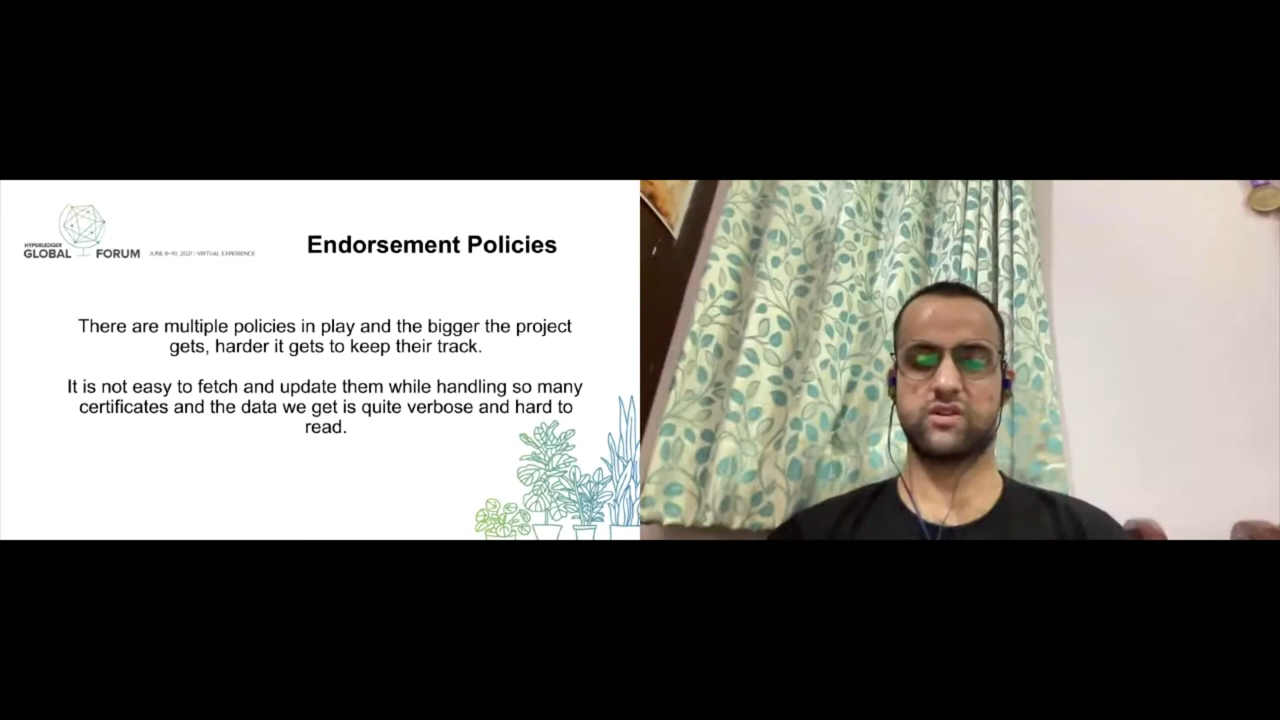 HYPERLEDGER
GLOBAL FORUM JUNE 8-10, 2021 | VIRTUAL EXPERIENCE
Endorsement Policies
There are multiple policies in play and the bigger the project
gets, harder it gets to keep their track.
It is not easy to fetch and update them while handling so many
certificates and the data we get is quite verbose and hard to
read.